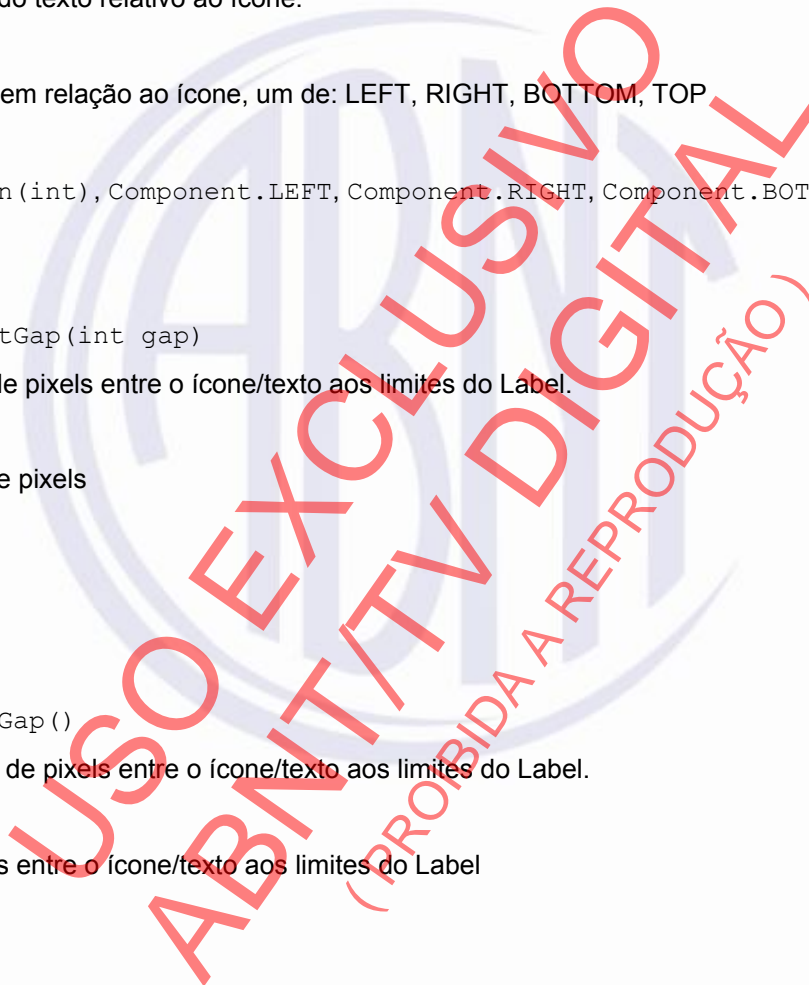 do texto relativo ao ícone.
em relação ao ícone, um de: LEFT, RIGHT, BOTTOM, TOP
n(int), Component.LEFT, Component.RIGHT, Component.BOT
tGap(int gap)
de pixels entre o ícone/texto aos limites do Label.
e pixels
Gap()
de pixels entre o ícone/texto aos limites do Label.
s entre o ícone/texto aos limites do Label
USO EXCLUSIVO
ABNT/TV DIGITAL
( PROIBIDA A REPRODUÇÃO )
ABNT